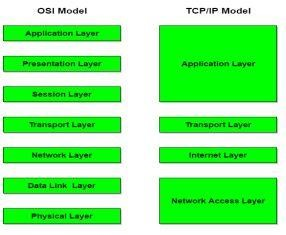 OSI Model
TCP/IP Model
Application Layer
Presentation Layer
Session Layer
Application Layer
Transport Layer
Transport Layer
Network Layer
Internet Layer
Data Link Layer
Physical Layer
Network Access Layer